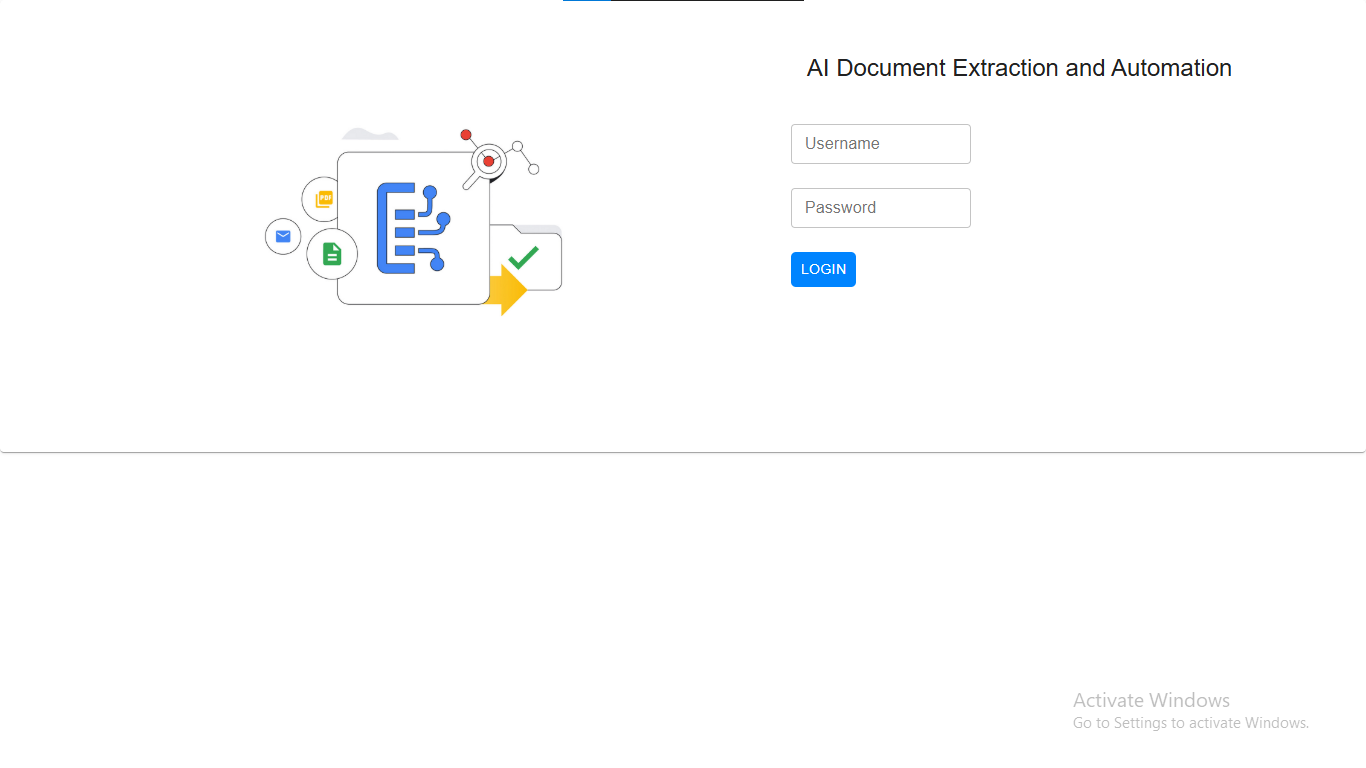 AI Document Extraction and Automation
Username
Password
LOGIN
PDF
Activate Windows
Go to Settings to activate Windows.